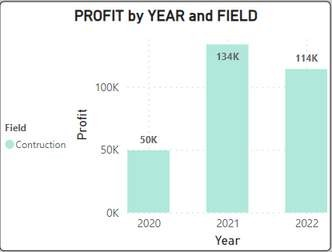 PROFIT by YEAR and FIELD
Field
Contruction
Profit
100K
50K
0K
50K
134K
114K
2020
2021
2022
Year